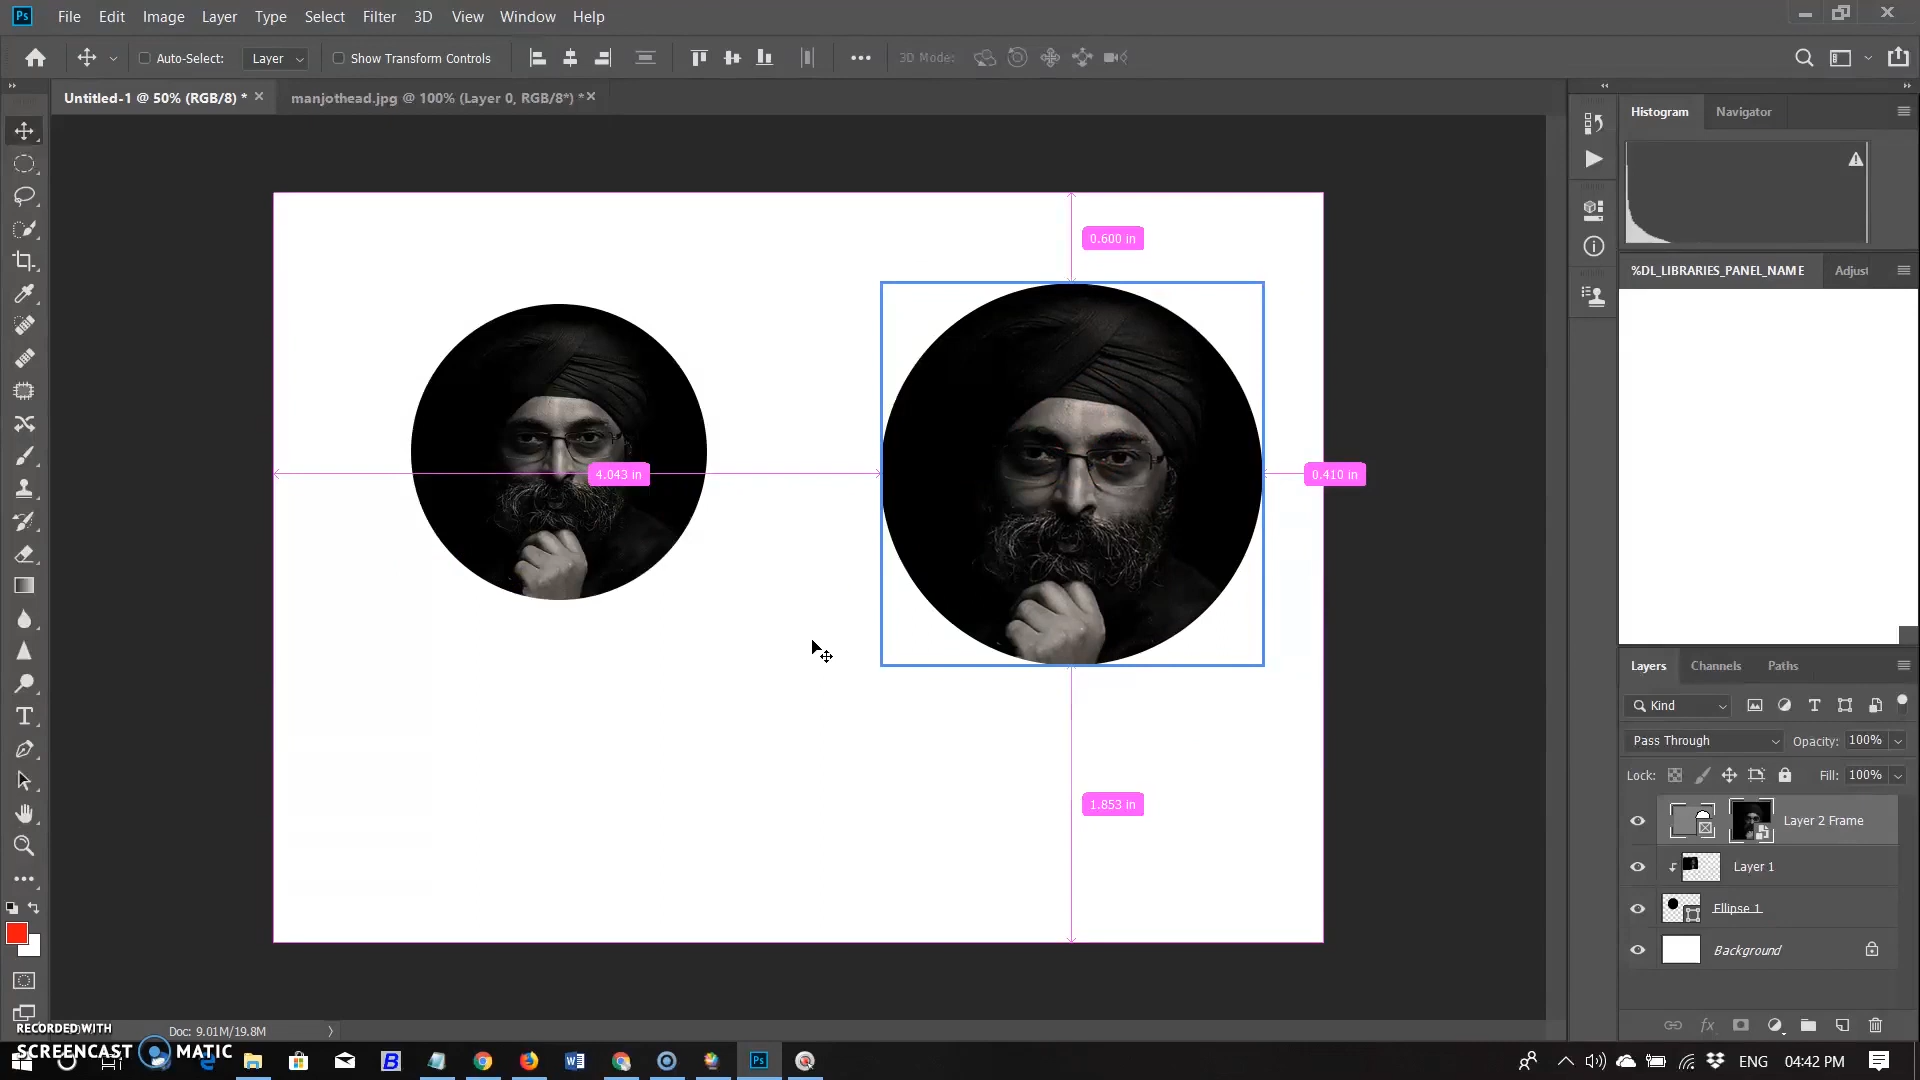 Ps File Edit Image Layer Type Select Filter 3D View Window Help
Auto-Select: Layer Show Transform Controls 3D Mode:
Untitled-1 @ 50% (RGB/8) * manjothead.jpg @ 100% (Layer 0, RGB/8*) *
Histogram Navigator
0.600 in
%DL_LIBRARIES_PANEL_NAME Adjust
4.043 in
0.410 in
1.853 in
Layers Channels Paths
Kind
Pass Through Opacity: 100%
Lock: Fill: 100%
Layer 2 Frame
Layer 1
Ellipse 1
Background
fx
Doc: 9.01M/19.8M
RECORDED WITH
SCREENCAST MATIC
Ps
ENG 04:42 PM